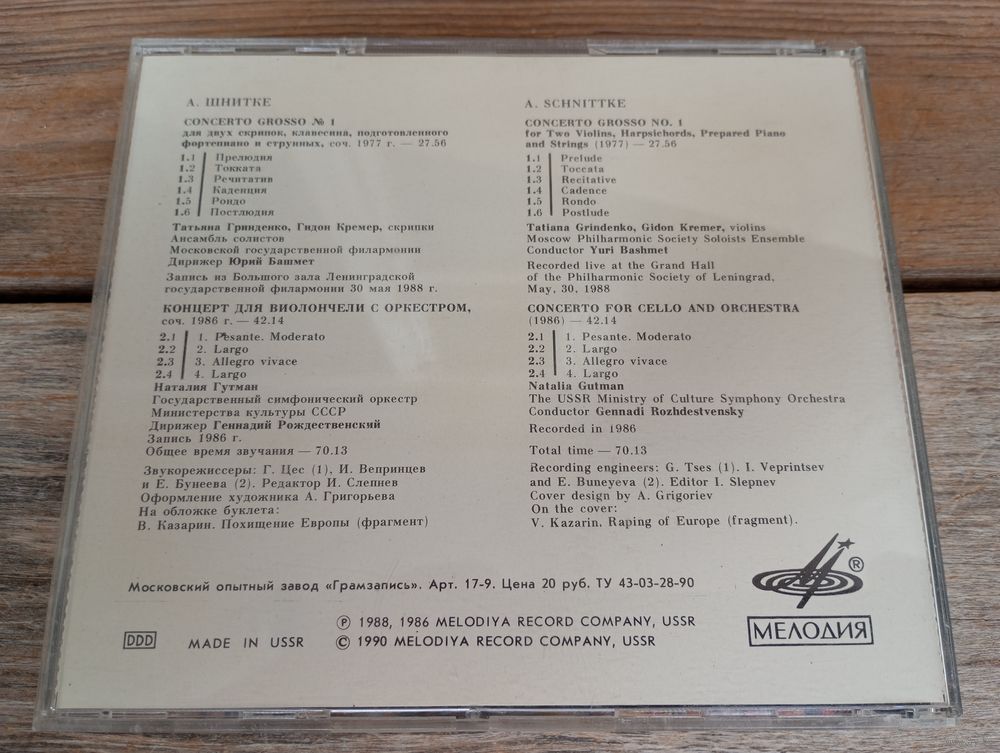 А. ШНИТКЕ
CONCERTO GROSSO № 1
для двух скрипок, клавесина, подготовленного
фортепиано и струнных, соч. 1977 г. — 27.56
1.1 Прелюдия
1.2 Токката
1.3 Речитатив
1.4 Каденция
1.5 Рондо
1.6 Постлюдия
Татьяна Гринденко, Гидон Кремер, скрипки
Ансамбль солистов
Московской государственной филармонии
Дирижер Юрий Башмет
Запись из Большого зала Ленинградской
государственной филармонии 30 мая 1988 г.
КОНЦЕРТ ДЛЯ ВИОЛОНЧЕЛИ С ОРКЕСТРОМ,
соч. 1986 г. — 42.14
2.1 1. Pesante. Moderato
2.2 2. Largo
2.3 3. Allegro vivace
2.4 4. Largo
Наталия Гутман
Государственный симфонический оркестр
Министерства культуры СССР
Дирижер Геннадий Рождественский
Запись 1986 г.
Общее время звучания — 70.13
Звукорежиссеры: Г. Цес (1), И. Вепринцев
и Е. Бунеева (2). Редактор И. Слепнев
Оформление художника А. Григорьева
На обложке буклета:
В. Казарин. Похищение Европы (фрагмент)
A. SCHNITTKE
CONCERTO GROSSO NO. 1
for Two Violins, Harpsichords, Prepared Piano
and Strings (1977) — 27.56
1.1 Prelude
1.2 Toccata
1.3 Recitative
1.4 Cadence
1.5 Rondo
1.6 Postlude
Tatiana Grindenko, Gidon Kremer, violins
Moscow Philharmonic Society Soloists Ensemble
Conductor Yuri Bashmet
Recorded live at the Grand Hall
of the Philharmonic Society of Leningrad,
May, 30, 1988
CONCERTO FOR CELLO AND ORCHESTRA
(1986) — 42.14
2.1 1. Pesante. Moderato
2.2 2. Largo
2.3 3. Allegro vivace
2.4 4. Largo
Natalia Gutman
The USSR Ministry of Culture Symphony Orchestra
Conductor Gennadi Rozhdestvensky
Recorded in 1986
Total time — 70.13
Recording engineers: G. Tses (1). I. Veprintsev
and E. Buneyeva (2). Editor I. Slepnev
Cover design by A. Grigoriev
On the cover:
V. Kazarin. Raping of Europe (fragment).
Московский опытный завод «Грамзапись». Арт. 17-9. Цена 20 руб. ТУ 43-03-28-90
®
МЕЛОДИЯ
DDD MADE IN USSR
Ⓟ 1988, 1986 MELODIYA RECORD COMPANY, USSR
© 1990 MELODIYA RECORD COMPANY, USSR